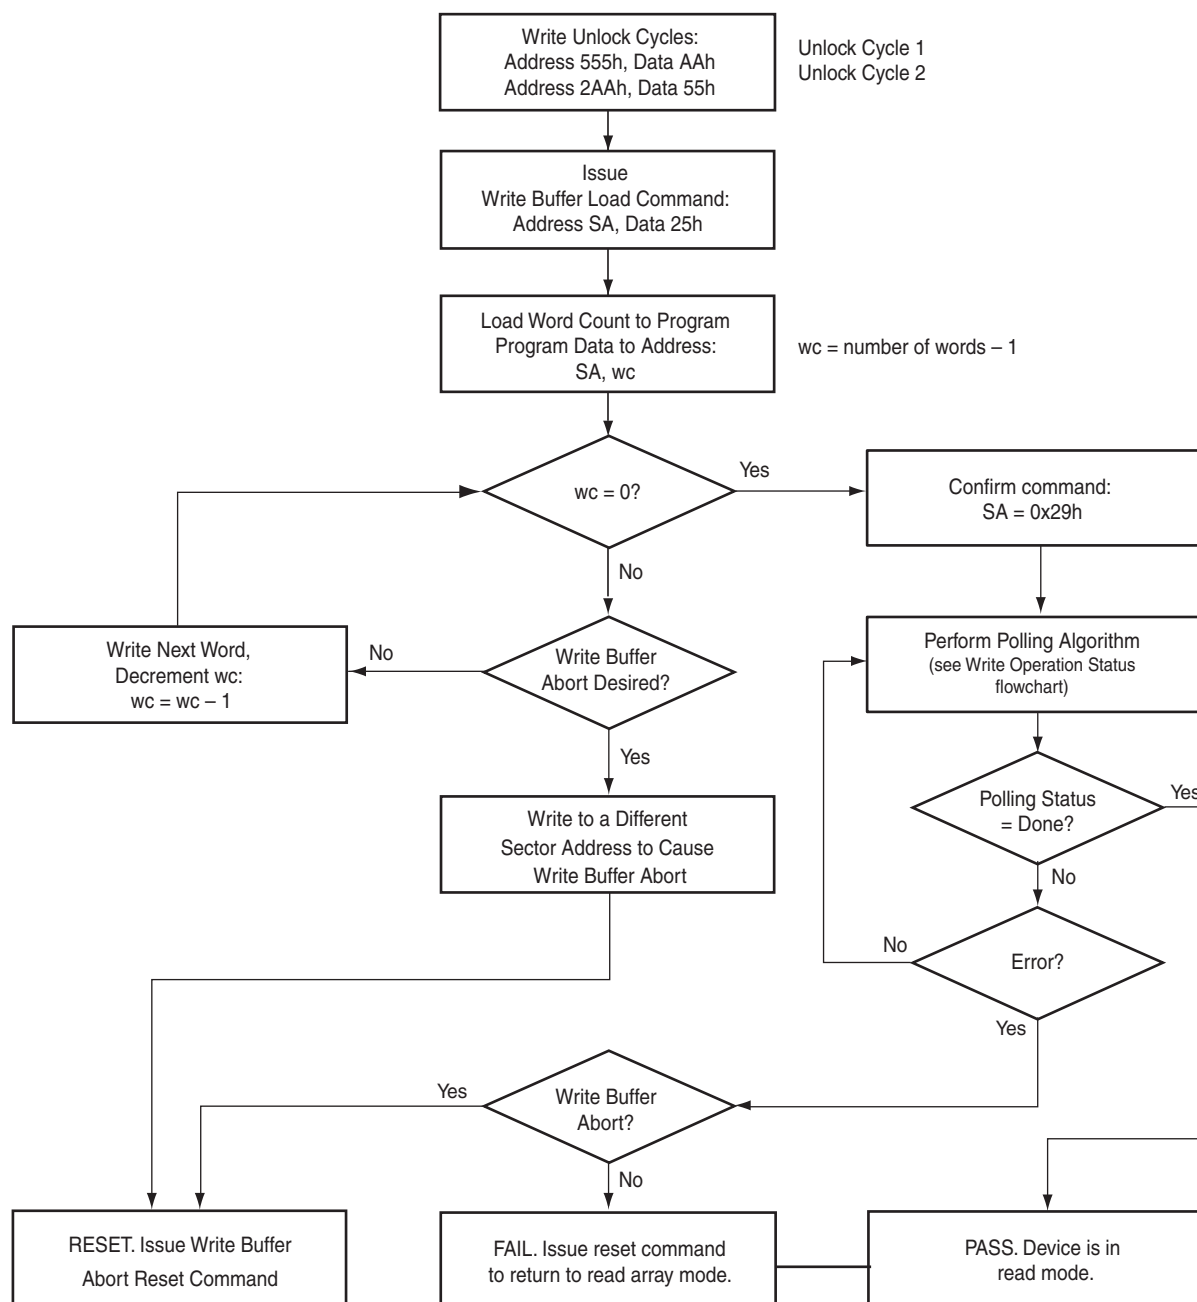 Write Unlock Cycles:
Address 555h, Data AAh
Address 2AAh, Data 55h
Unlock Cycle 1
Unlock Cycle 2
Issue
Write Buffer Load Command:
Address SA, Data 25h
Load Word Count to Program
Program Data to Address:
SA, wc
wc = number of words – 1
wc = 0?
Yes
Confirm command:
SA = 0x29h
No
Write Next Word,
Decrement wc:
wc = wc – 1
No
Write Buffer
Abort Desired?
Perform Polling Algorithm
(see Write Operation Status
flowchart)
Yes
Write to a Different
Sector Address to Cause
Write Buffer Abort
Polling Status
= Done?
Yes
No
No
Error?
Yes
Yes
Write Buffer
Abort?
No
RESET. Issue Write Buffer
Abort Reset Command
FAIL. Issue reset command
to return to read array mode.
PASS. Device is in
read mode.